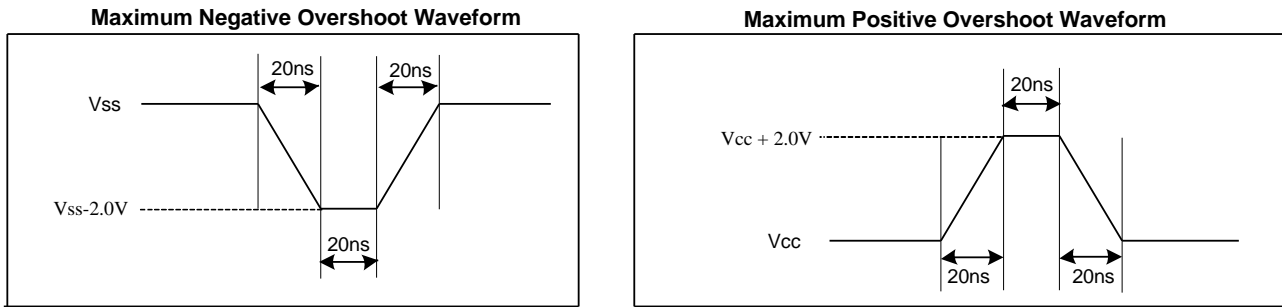 Maximum Negative Overshoot Waveform
20ns
20ns
Vss
Vss-2.0V
20ns
Maximum Positive Overshoot Waveform
20ns
Vcc + 2.0V
Vcc
20ns
20ns